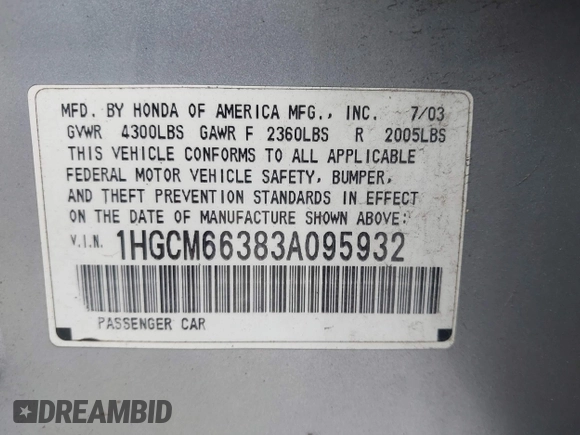 MFD. BY HONDA OF AMERICA MFG., INC. 7/03
GVWR 4300LBS GAWR F 2360LBS R 2005LBS
THIS VEHICLE CONFORMS TO ALL APPLICABLE
FEDERAL MOTOR VEHICLE SAFETY, BUMPER,
AND THEFT PREVENTION STANDARDS IN EFFECT
ON THE DATE OF MANUFACTURE SHOWN ABOVE:
V.I.N. 1HGCM66383A095932
PASSENGER CAR
DREAMBID